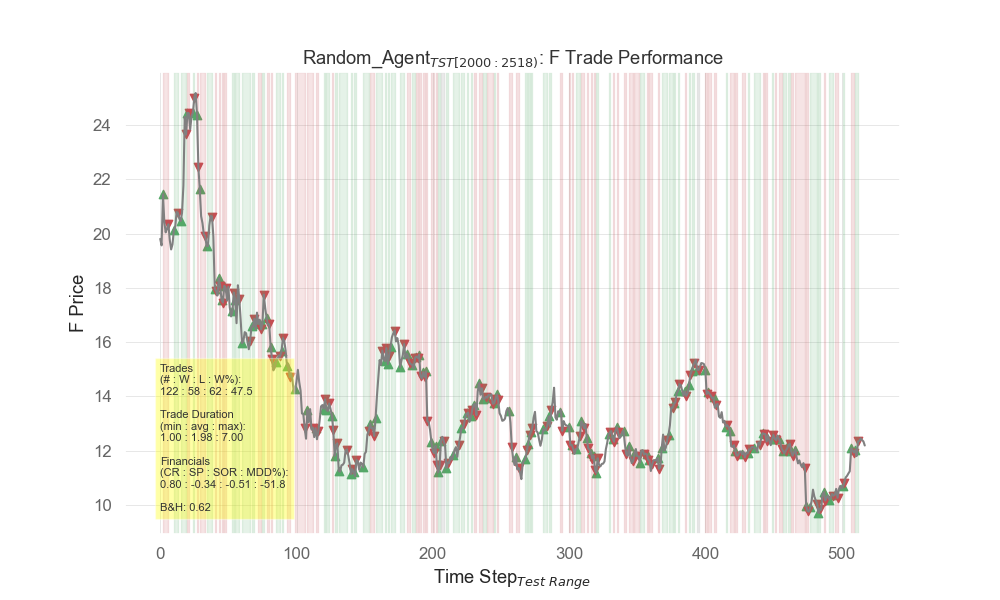 Random_Agent TST[2000:2518): F Trade Performance
F Price
24
22
20
18
16
14
12
10
Trades
(# : W : L : W%):
122 : 58 : 62 : 47.5
Trade Duration
(min : avg : max):
1.00 : 1.98 : 7.00
Financials
(CR : SP : SOR : MDD%):
0.80 : -0.34 : -0.51 : -51.8
B&H: 0.62
0 100 200 300 400 500
Time Step Test Range